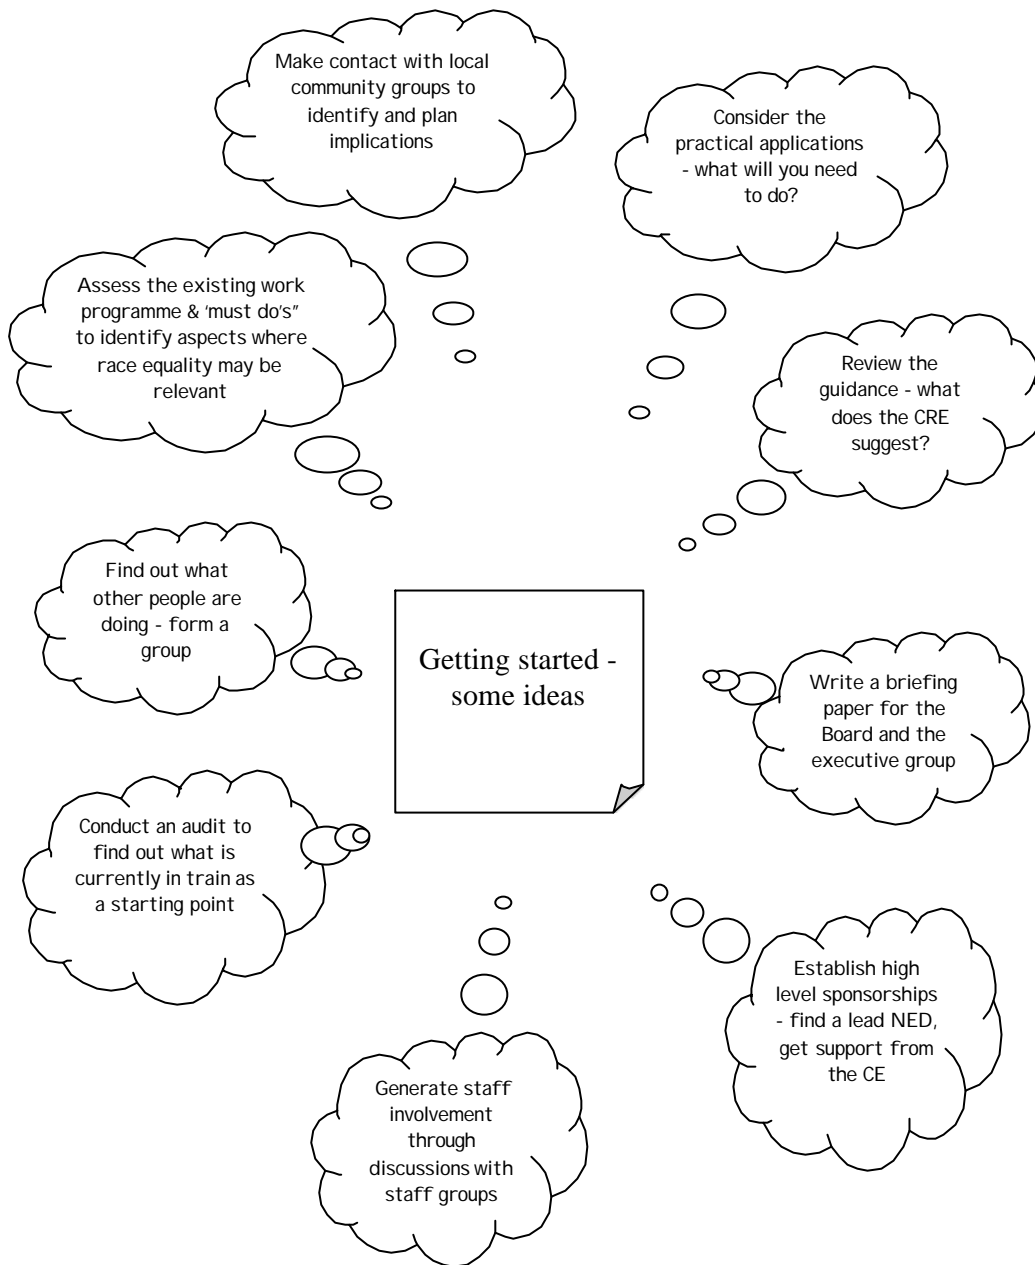 Make contact with local
community groups to
identify and plan
implications
Consider the
practical applications
- what will you need
to do?
Assess the existing work
programme & 'must do's"
to identify aspects where
race equality may be
relevant
Review the
guidance - what
does the CRE
suggest?
Find out what
other people are
doing - form a
group
Getting started -
some ideas
Write a briefing
paper for the
Board and the
executive group
Conduct an audit to
find out what is
currently in train as
a starting point
Establish high
level sponsorships
- find a lead NED,
get support from
the CE
Generate staff
involvement
through
discussions with
staff groups